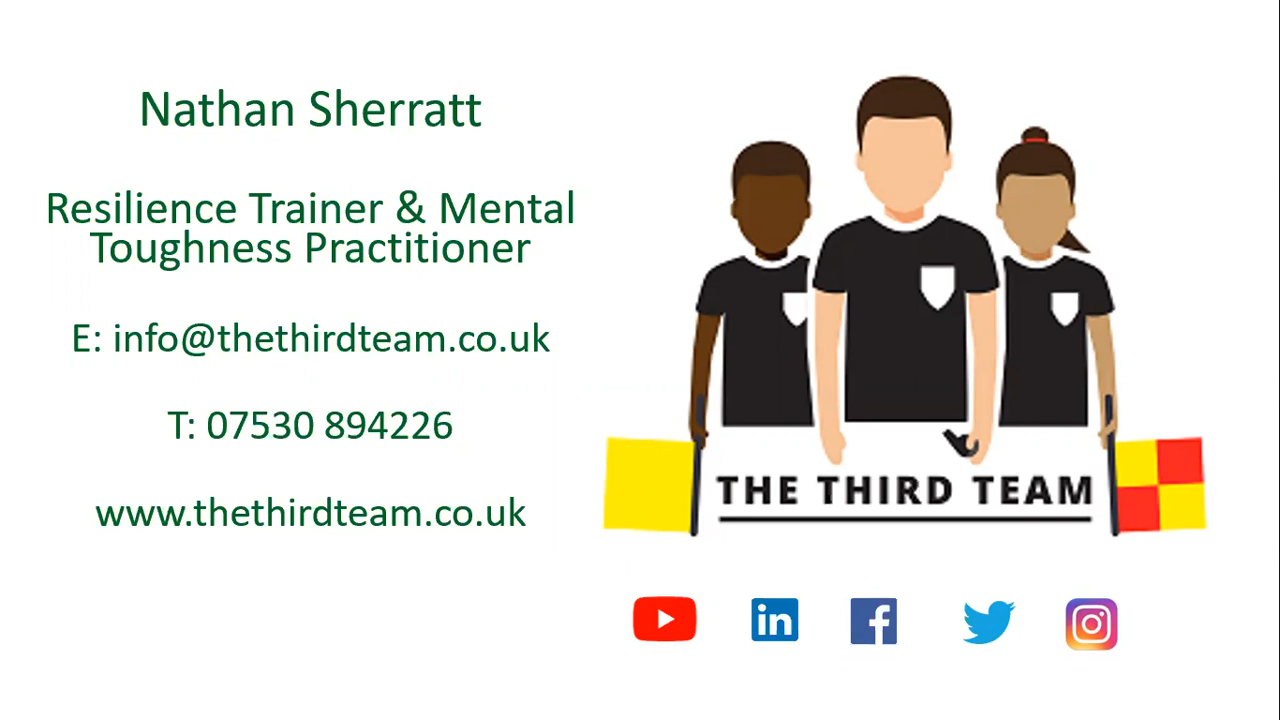 Nathan Sherratt
Resilience Trainer & Mental
Toughness Practitioner
E: info@thethirdteam.co.uk
T: 07530 894226
www.thethirdteam.co.uk
THE THIRD TEAM
in
f